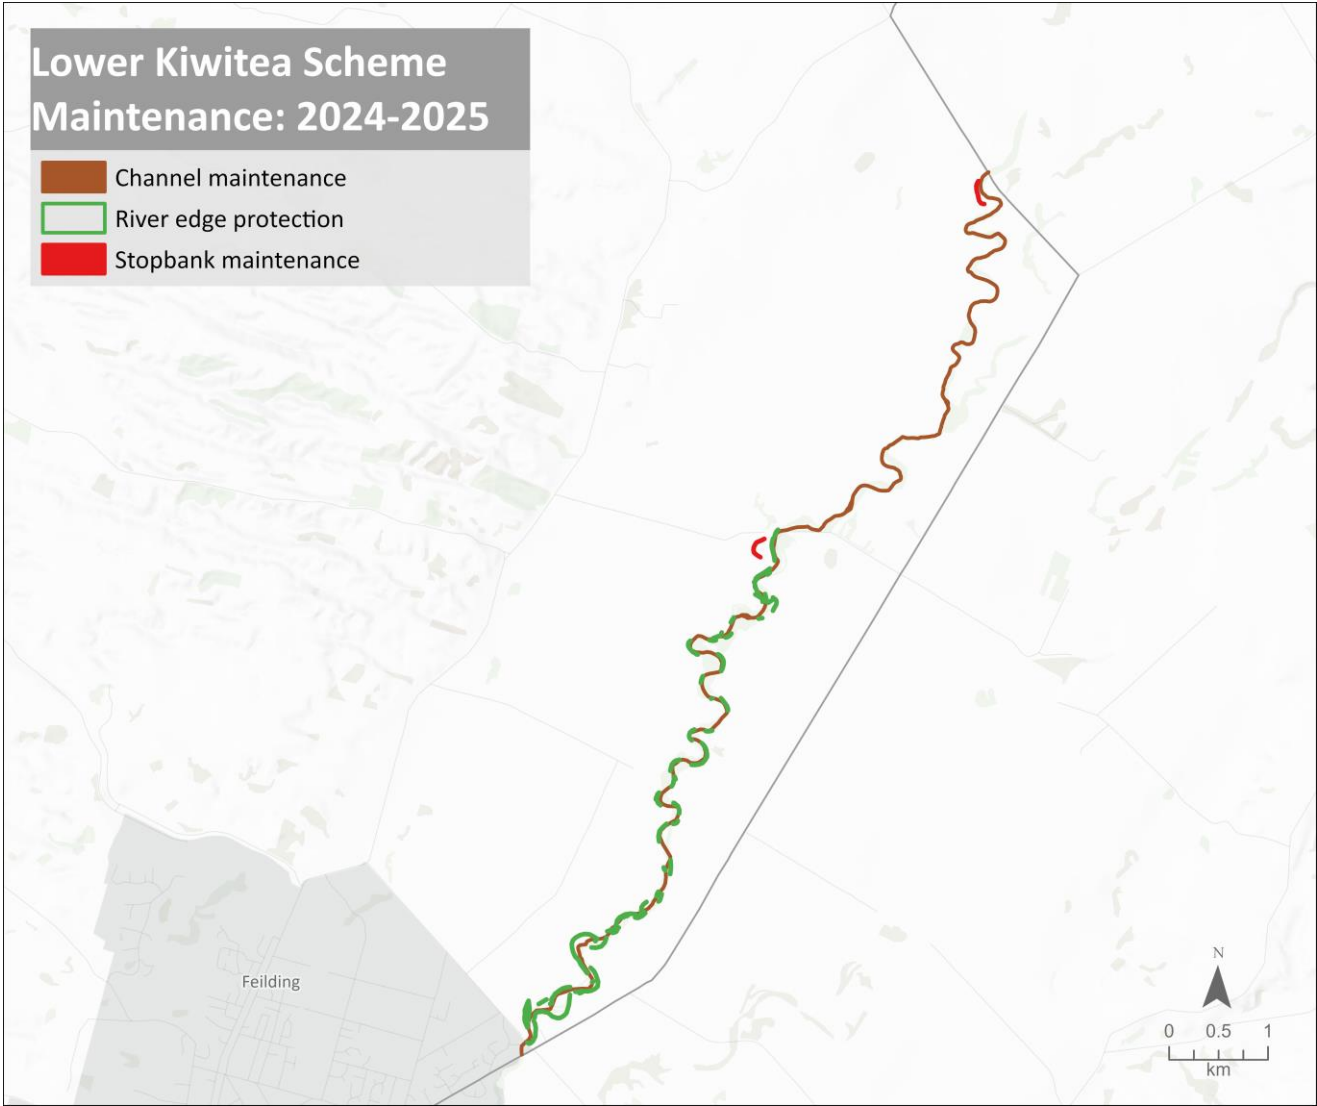 Lower Kiwitea Scheme
Maintenance: 2024-2025
Channel maintenance
River edge protection
Stopbank maintenance
Feilding
N
0 0.5 1
km